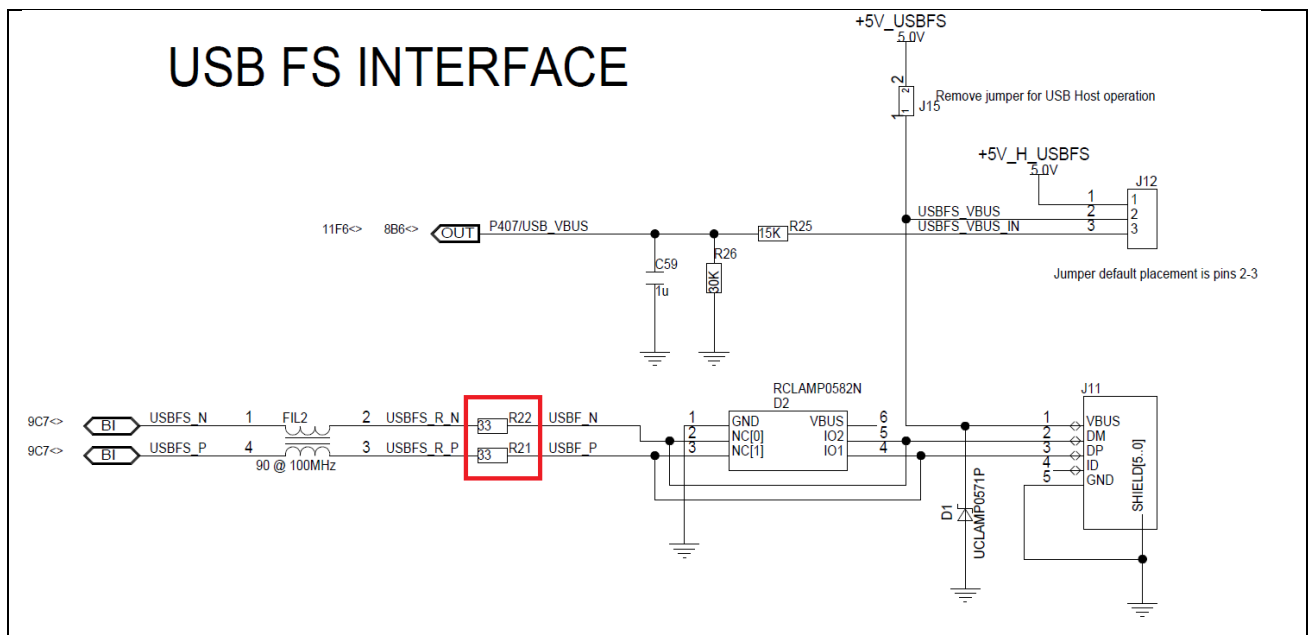 USB FS INTERFACE
+5V_USBFS
5.0V
2
2
1
1
J15
Remove jumper for USB Host operation
+5V_H_USBFS
5.0V
J12
1
1
USBFS_VBUS
2
2
USBFS_VBUS_IN
3
3
11F6<>
8B6<>
OUT
P407/USB_VBUS
15K
R25
C59
1u
R26
30K
Jumper default placement is pins 2-3
RCLAMP0582N
D2
J11
9C7<>
BI
USBFS_N
1
FIL2
2
USBFS_R_N
33
R22
USBF_N
9C7<>
BI
USBFS_P
4
3
USBFS_R_P
33
R21
USBF_P
90 @ 100MHz
1
GND
VBUS
6
2
NC[0]
IO2
5
3
NC[1]
IO1
4
1
VBUS
2
DM
3
DP
4
ID
5
GND
SHIELD[5..0]
D1
UCLAMP0571P